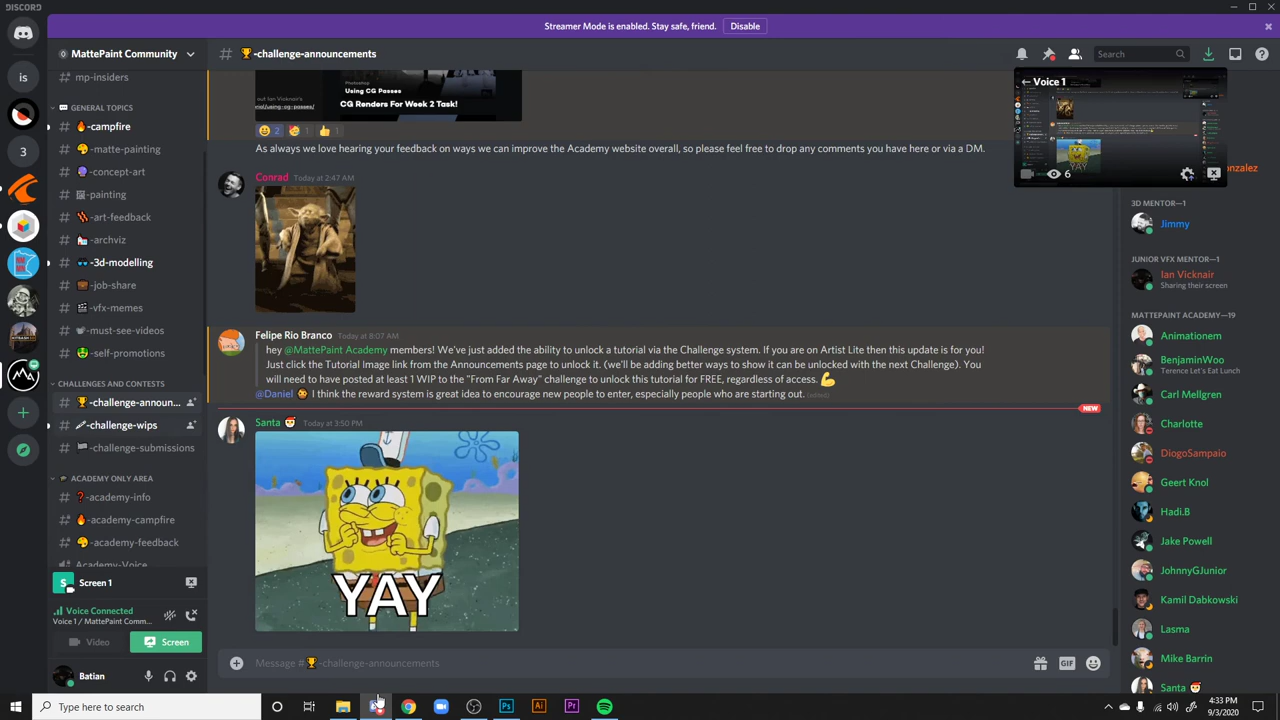 DISCORD
Streamer Mode is enabled. Stay safe, friend.
Disable
MattePaint Community
# 🏆-challenge-announcements
Search
is
3
mp-insiders
GENERAL TOPICS
# 🔥-campfire
# -matte-painting
# -concept-art
# -painting
# -art-feedback
# -archviz
# -3d-modelling
# -job-share
# -vfx-memes
# -must-see-videos
# -self-promotions
CHALLENGES AND CONTESTS
# 🏆-challenge-announ...
# -challenge-wips
# -challenge-submissions
ACADEMY ONLY AREA
# ❓-academy-info
# 🔥-academy-campfire
# -academy-feedback
Academy-Voice
S
Screen 1
Voice Connected
Voice 1 / MattePaint Comm...
Video
Screen
Batian
Photoshop
Using CG Poses
CG Renders For Week 2 Task!
2
1
1
As always we love hearing your feedback on ways we can improve the Academy website overall, so please feel free to drop any comments you have here or via a DM.
Conrad Today at 2:47 AM
Felipe Rio Branco Today at 8:07 AM
hey @MattePaint Academy members! We've just added the ability to unlock a tutorial via the Challenge system. If you are on Artist Lite then this update is for you!
Just click the Tutorial Image link from the Announcements page to unlock it. (we'll be adding better ways to show it can be unlocked with the next Challenge). You
will need to have posted at least 1 WIP to the "From Far Away" challenge to unlock this tutorial for FREE, regardless of access. 💪
@Daniel 🦁 I think the reward system is great idea to encourage new people to enter, especially people who are starting out. (edited)
NEW
Santa 🎅 Today at 3:50 PM
YAY
Message #🏆-challenge-announcements
GIF
Voice 1
6
onzalez
3D MENTOR—1
Jimmy
JUNIOR VFX MENTOR—1
Ian Vicknair
Sharing their screen
MATTEPAINT ACADEMY—19
Animationem
BenjaminWoo
Terence Let's Eat Lunch
Carl Mellgren
Charlotte
DiogoSampaio
Geert Knol
Hadi.B
Jake Powell
JohnnyGJunior
Kamil Dabkowski
Lasma
Mike Barrin
Santa 🎅
Type here to search
Ps
Ai
Pr
4:33 PM
9/3/2020